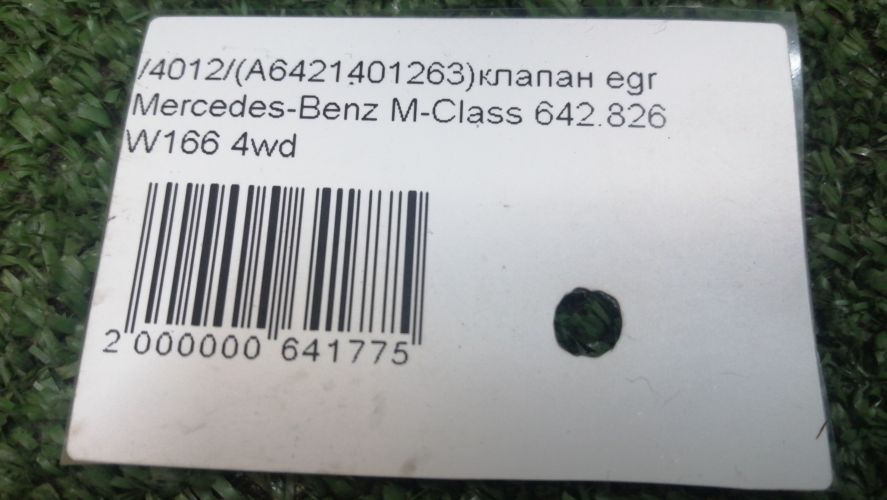 /4012/(A6421401263)клапан egr
Mercedes-Benz M-Class 642.826
W166 4wd
2 000000 641775